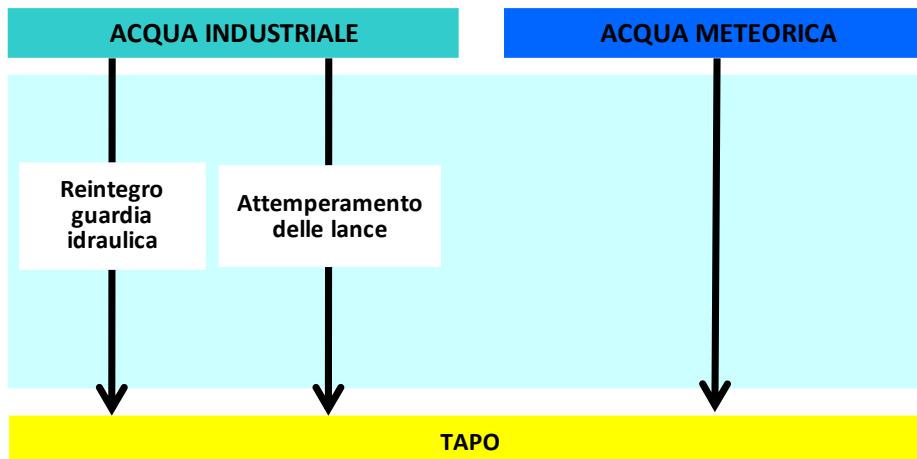 ACQUA INDUSTRIALE
ACQUA METEORICA
Reintegro
guardia
idraulica
Attemperamento
delle lance
TAPO